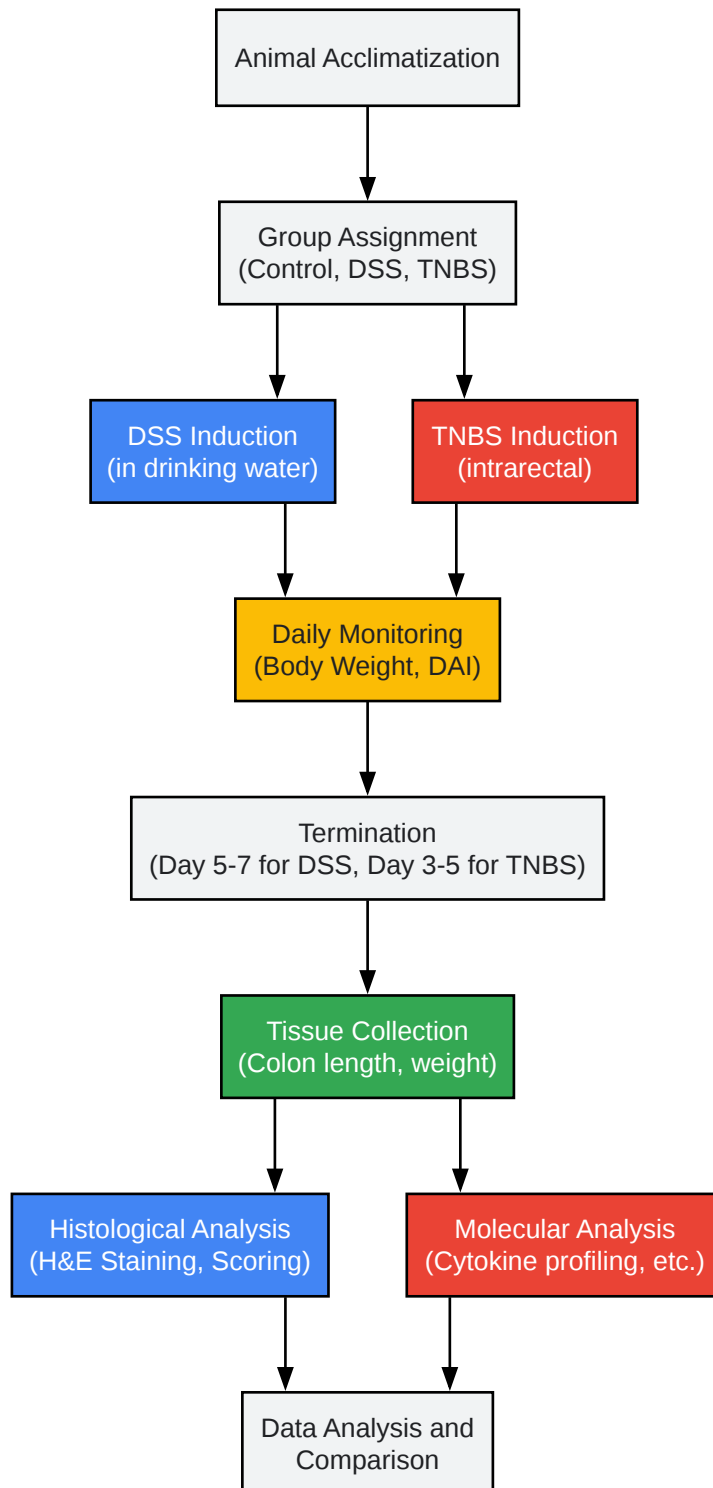 Animal Acclimatization
Group Assignment
(Control, DSS, TNBS)
DSS Induction
(in drinking water)
TNBS Induction
(intrarectal)
Daily Monitoring
(Body Weight, DAI)
Termination
(Day 5-7 for DSS, Day 3-5 for TNBS)
Tissue Collection
(Colon length, weight)
Histological Analysis
(H&E Staining, Scoring)
Molecular Analysis
(Cytokine profiling, etc.)
Data Analysis and
Comparison